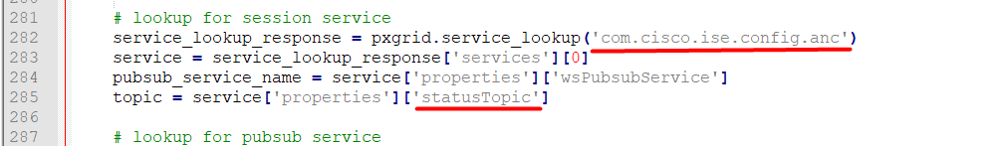 281 # lookup for session service
282 service_lookup_response = pxgrid.service_lookup('com.cisco.ise.config.anc')
283 service = service_lookup_response['services'][0]
284 pubsub_service_name = service['properties']['wsPubsubService']
285 topic = service['properties']['statusTopic']
286
287 # lookup for pubsub service